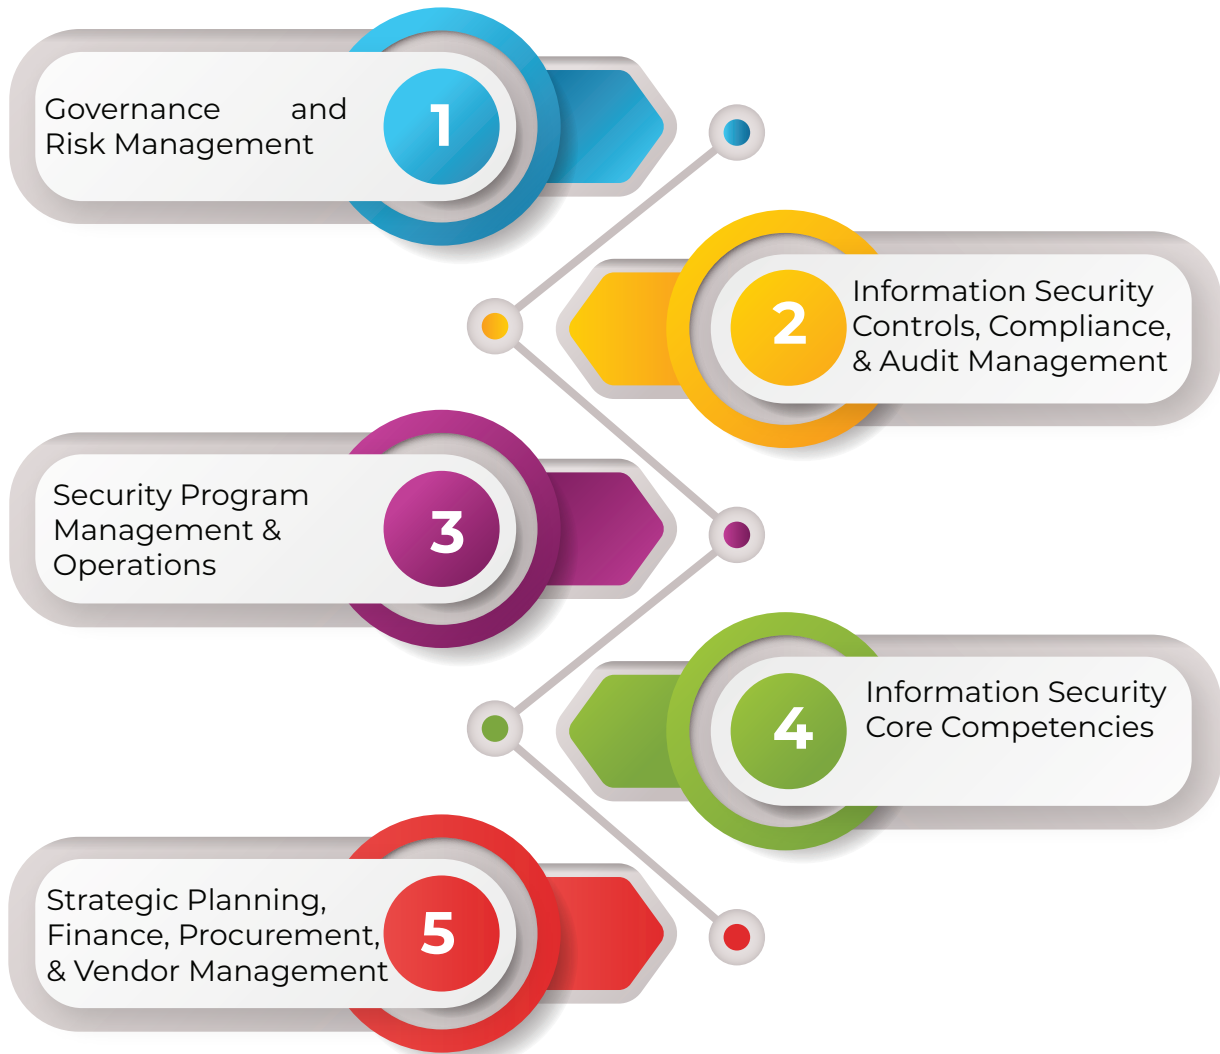 Governance and
Risk Management
1
2
Information Security
Controls, Compliance,
& Audit Management
Security Program
Management &
Operations
3
4
Information Security
Core Competencies
Strategic Planning,
Finance, Procurement,
& Vendor Management
5